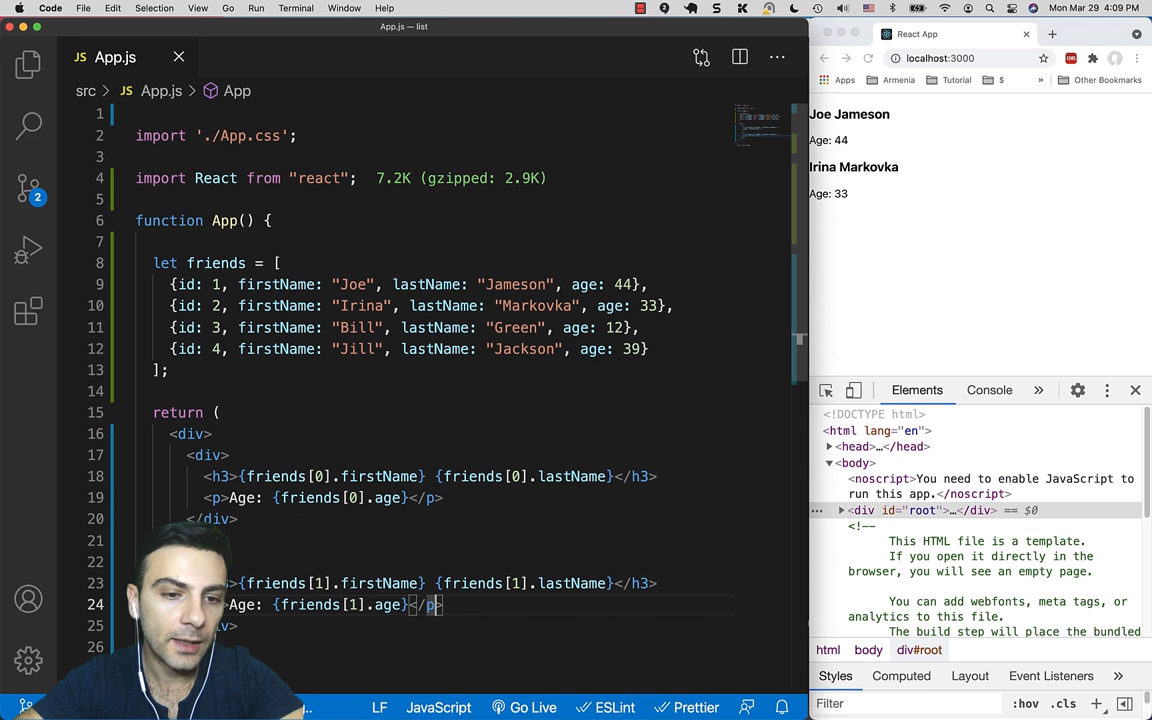 Code File Edit Selection View Go Run Terminal Window Help Mon Mar 29 4:09 PM
App.js — list
JS App.js
src > JS App.js > App
1
2 import './App.css';
3
4 import React from "react"; 7.2K (gzipped: 2.9K)
5
6 function App() {
7
8 let friends = [
9 {id: 1, firstName: "Joe", lastName: "Jameson", age: 44},
10 {id: 2, firstName: "Irina", lastName: "Markovka", age: 33},
11 {id: 3, firstName: "Bill", lastName: "Green", age: 12},
12 {id: 4, firstName: "Jill", lastName: "Jackson", age: 39}
13 ];
14
15 return (
16 <div>
17 <div>
18 <h3>{friends[0].firstName} {friends[0].lastName}</h3>
19 <p>Age: {friends[0].age}</p>
20 </div>
21
22
23 >{friends[1].firstName} {friends[1].lastName}</h3>
24 >Age: {friends[1].age}</p>
25 >
26
2
LF JavaScript Go Live ESLint Prettier
React App
localhost:3000
Apps Armenia Tutorial $ » Other Bookmarks
Joe Jameson
Age: 44
Irina Markovka
Age: 33
Elements Console »
<!DOCTYPE html>
<html lang="en">
<head>…</head>
<body>
<noscript>You need to enable JavaScript to
run this app.</noscript>
… <div id="root">…</div> == $0
<!--
This HTML file is a template.
If you open it directly in the
browser, you will see an empty page.
You can add webfonts, meta tags, or
analytics to this file.
The build step will place the bundled
html body div#root
Styles Computed Layout Event Listeners »
Filter :hov .cls +